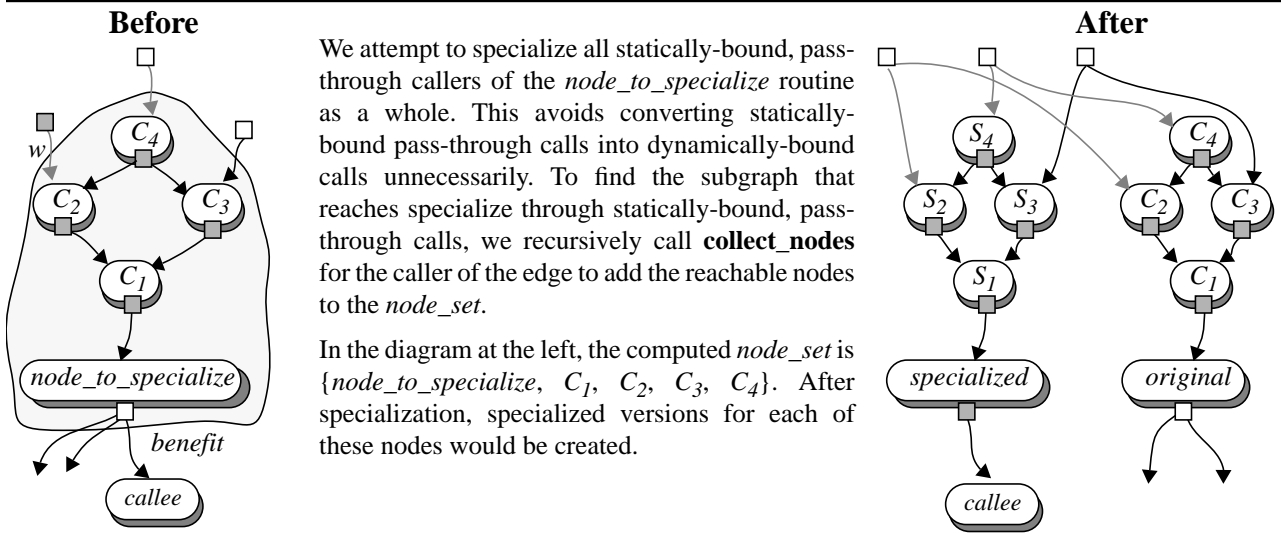 Before
C4
w
C2
C3
C1
node_to_specialize
benefit
callee
We attempt to specialize all statically-bound, pass-
through callers of the node_to_specialize routine
as a whole. This avoids converting statically-
bound pass-through calls into dynamically-bound
calls unnecessarily. To find the subgraph that
reaches specialize through statically-bound, pass-
through calls, we recursively call collect_nodes
for the caller of the edge to add the reachable nodes
to the node_set.
In the diagram at the left, the computed node_set is
{node_to_specialize, C1, C2, C3, C4}. After
specialization, specialized versions for each of
these nodes would be created.
After
S4
S2
S3
S1
specialized
callee
C4
C2
C3
C1
original